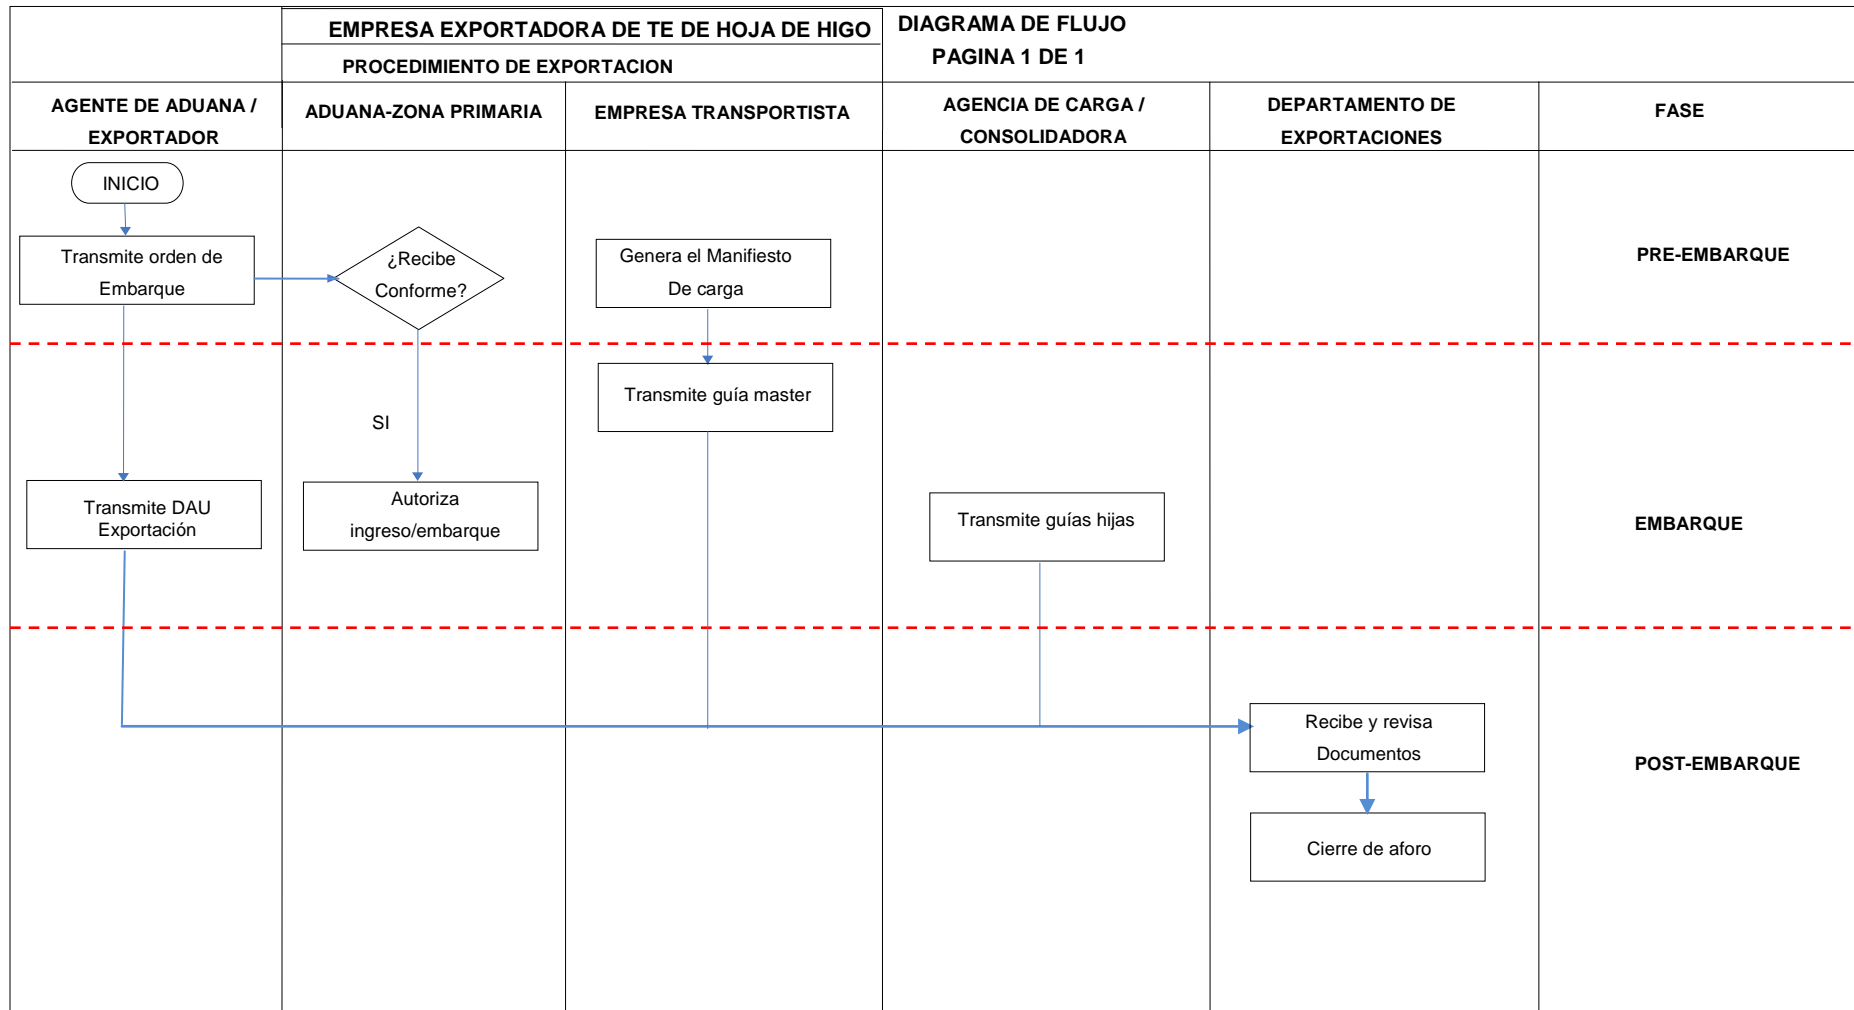 EMPRESA EXPORTADORA DE TE DE HOJA DE HIGO
DIAGRAMA DE FLUJO
PROCEDIMIENTO DE EXPORTACION
PAGINA 1 DE 1
AGENTE DE ADUANA /
EXPORTADOR
ADUANA-ZONA PRIMARIA
EMPRESA TRANSPORTISTA
AGENCIA DE CARGA /
CONSOLIDADORA
DEPARTAMENTO DE
EXPORTACIONES
FASE
INICIO
Transmite orden de
Embarque
¿Recibe
Conforme?
Genera el Manifiesto
De carga
PRE-EMBARQUE
Transmite guía master
SI
Transmite DAU
Exportación
Autoriza
ingreso/embarque
Transmite guías hijas
EMBARQUE
Recibe y revisa
Documentos
POST-EMBARQUE
Cierre de aforo